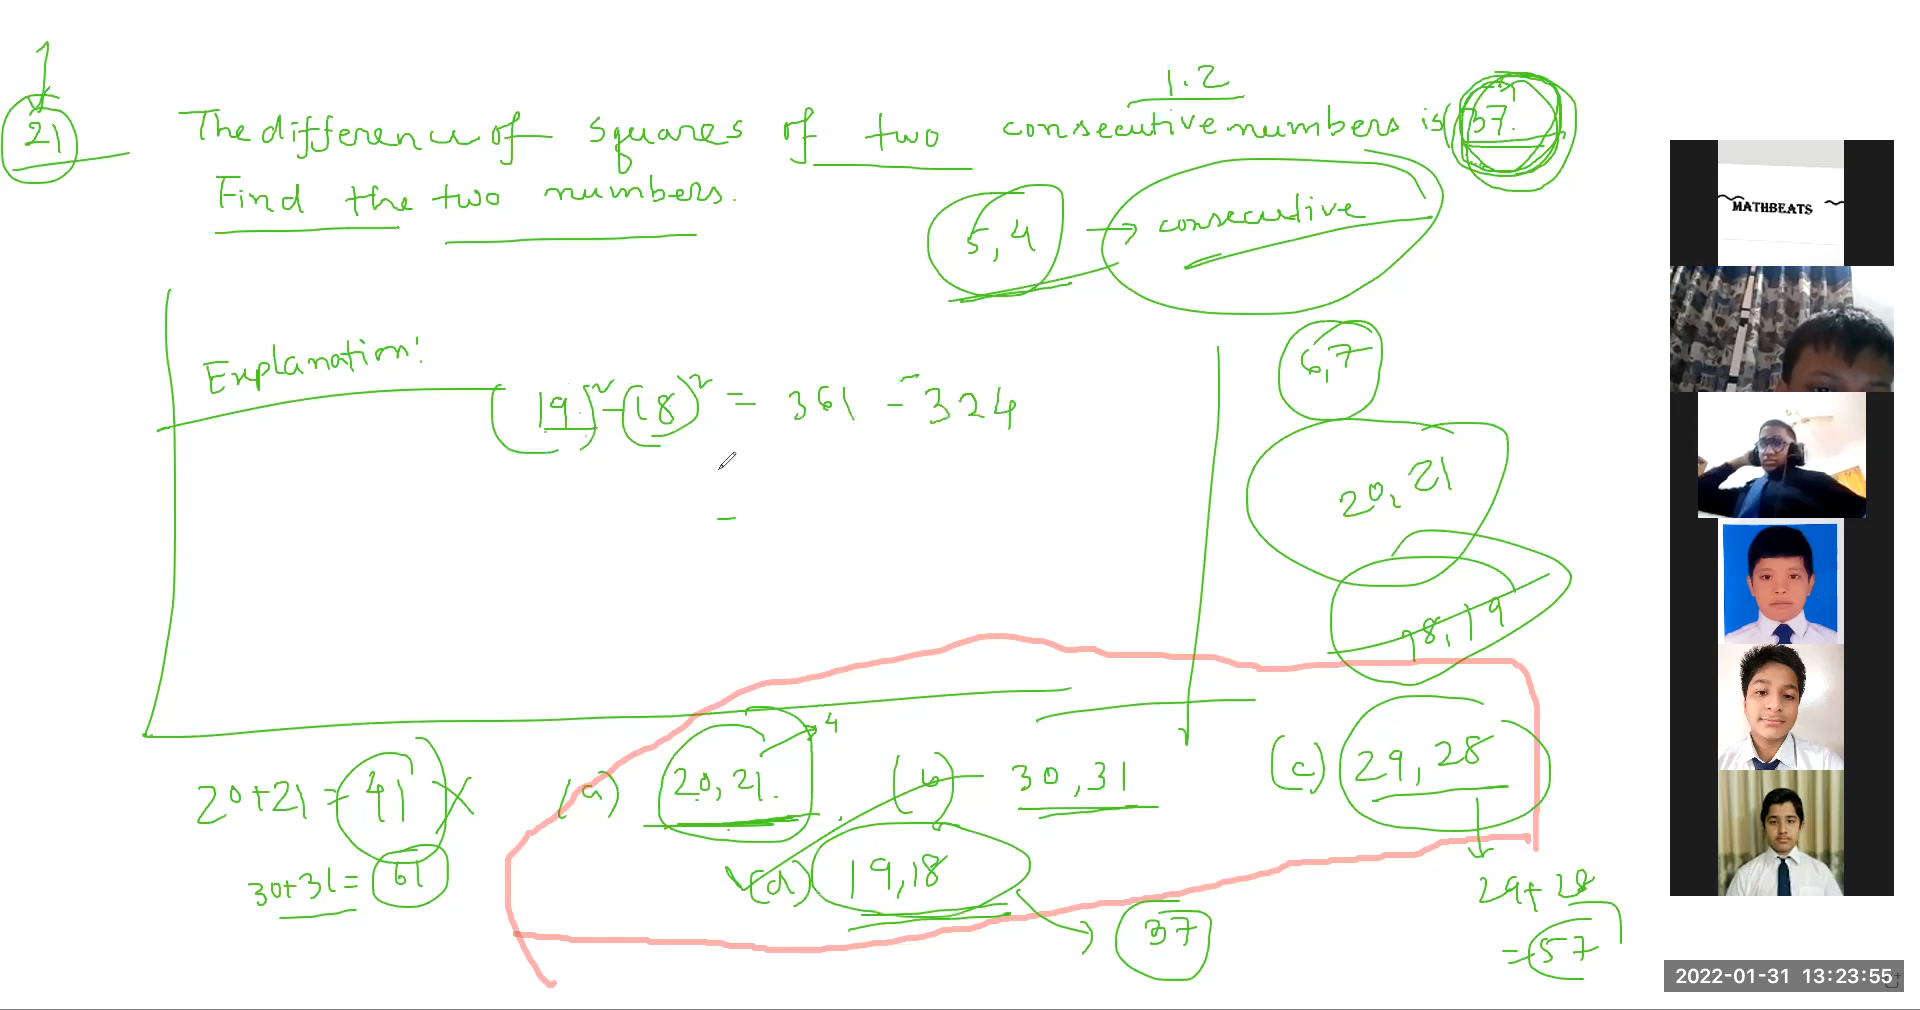 1.2
21 The difference of squares of two consecutive numbers is 37.
Find the two numbers.
5, 4 → consecutive
MATHBEATS
Explanation:
6,7
(19)² - (18)² = 361 - 324
20, 21
=
18, 19
4
20+21 = 41 X
(a) 20, 21. (b) 30, 31 (c) 29, 28
30+31 = 61
(d) 19, 18
37
29+28
= 57
2022-01-31 13:23:55